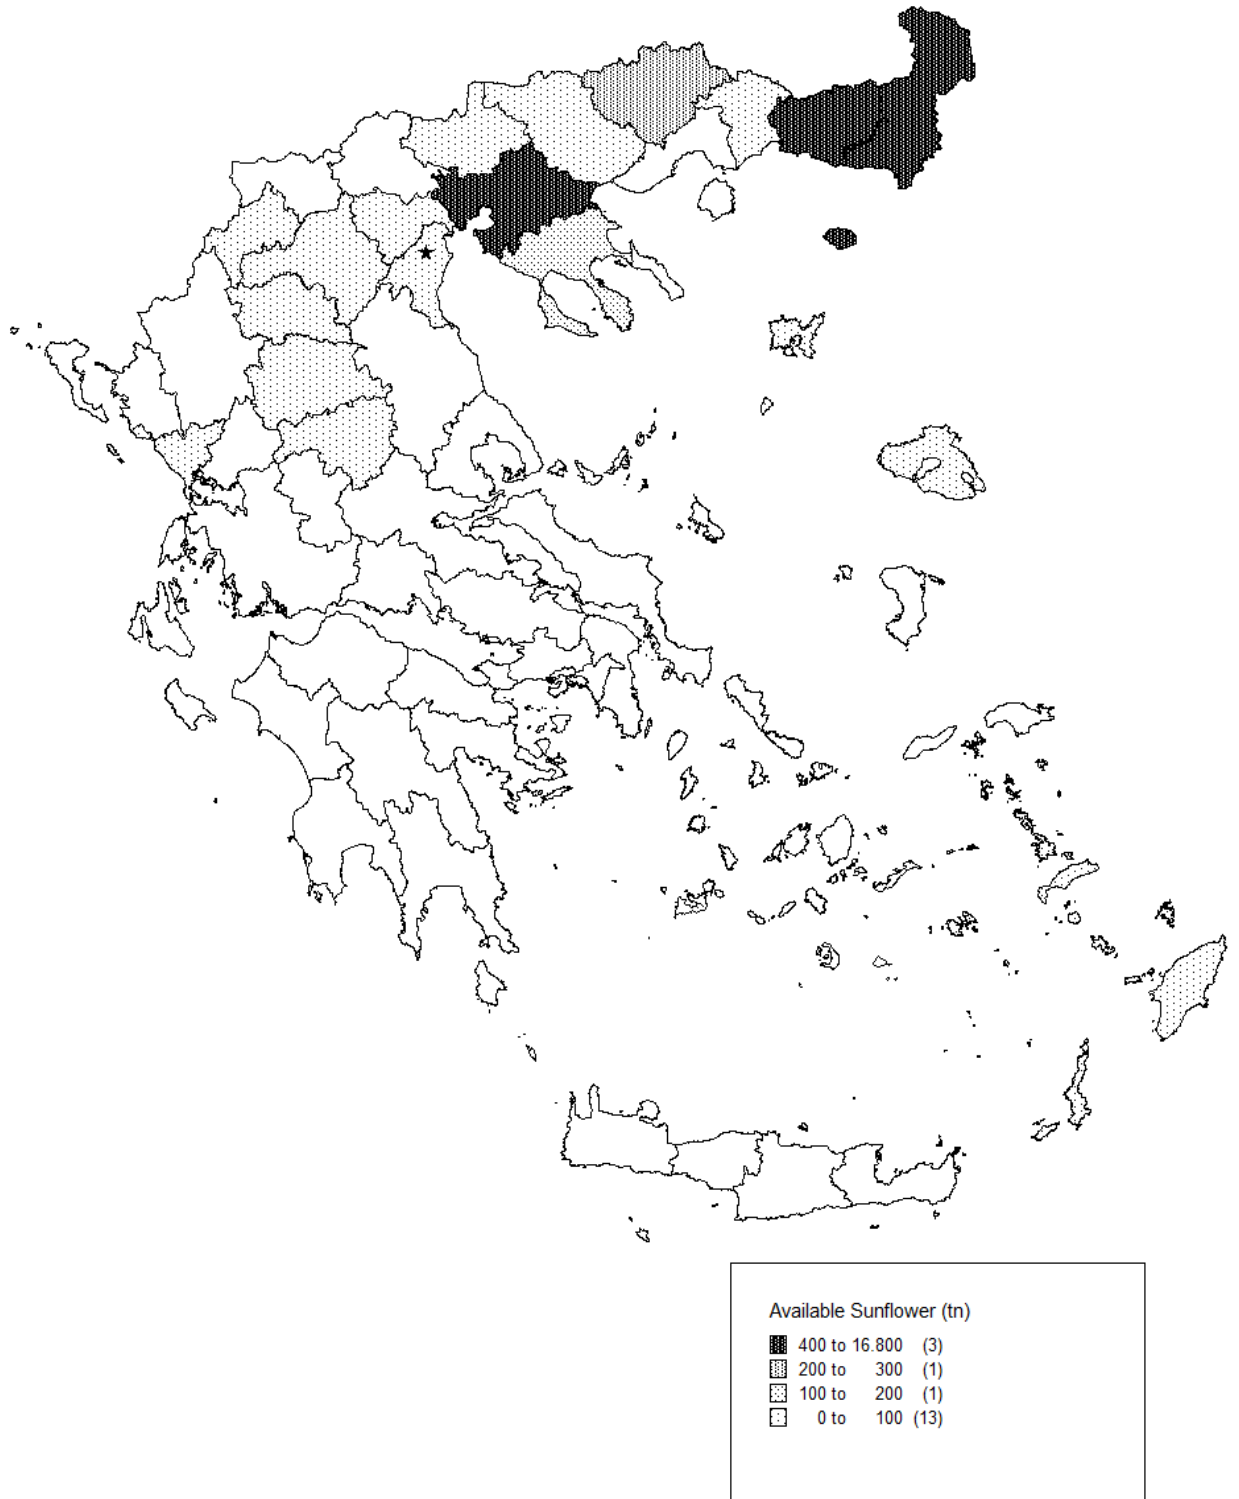 Available Sunflower (tn)
400 to 16.800 (3)
200 to 300 (1)
100 to 200 (1)
0 to 100 (13)